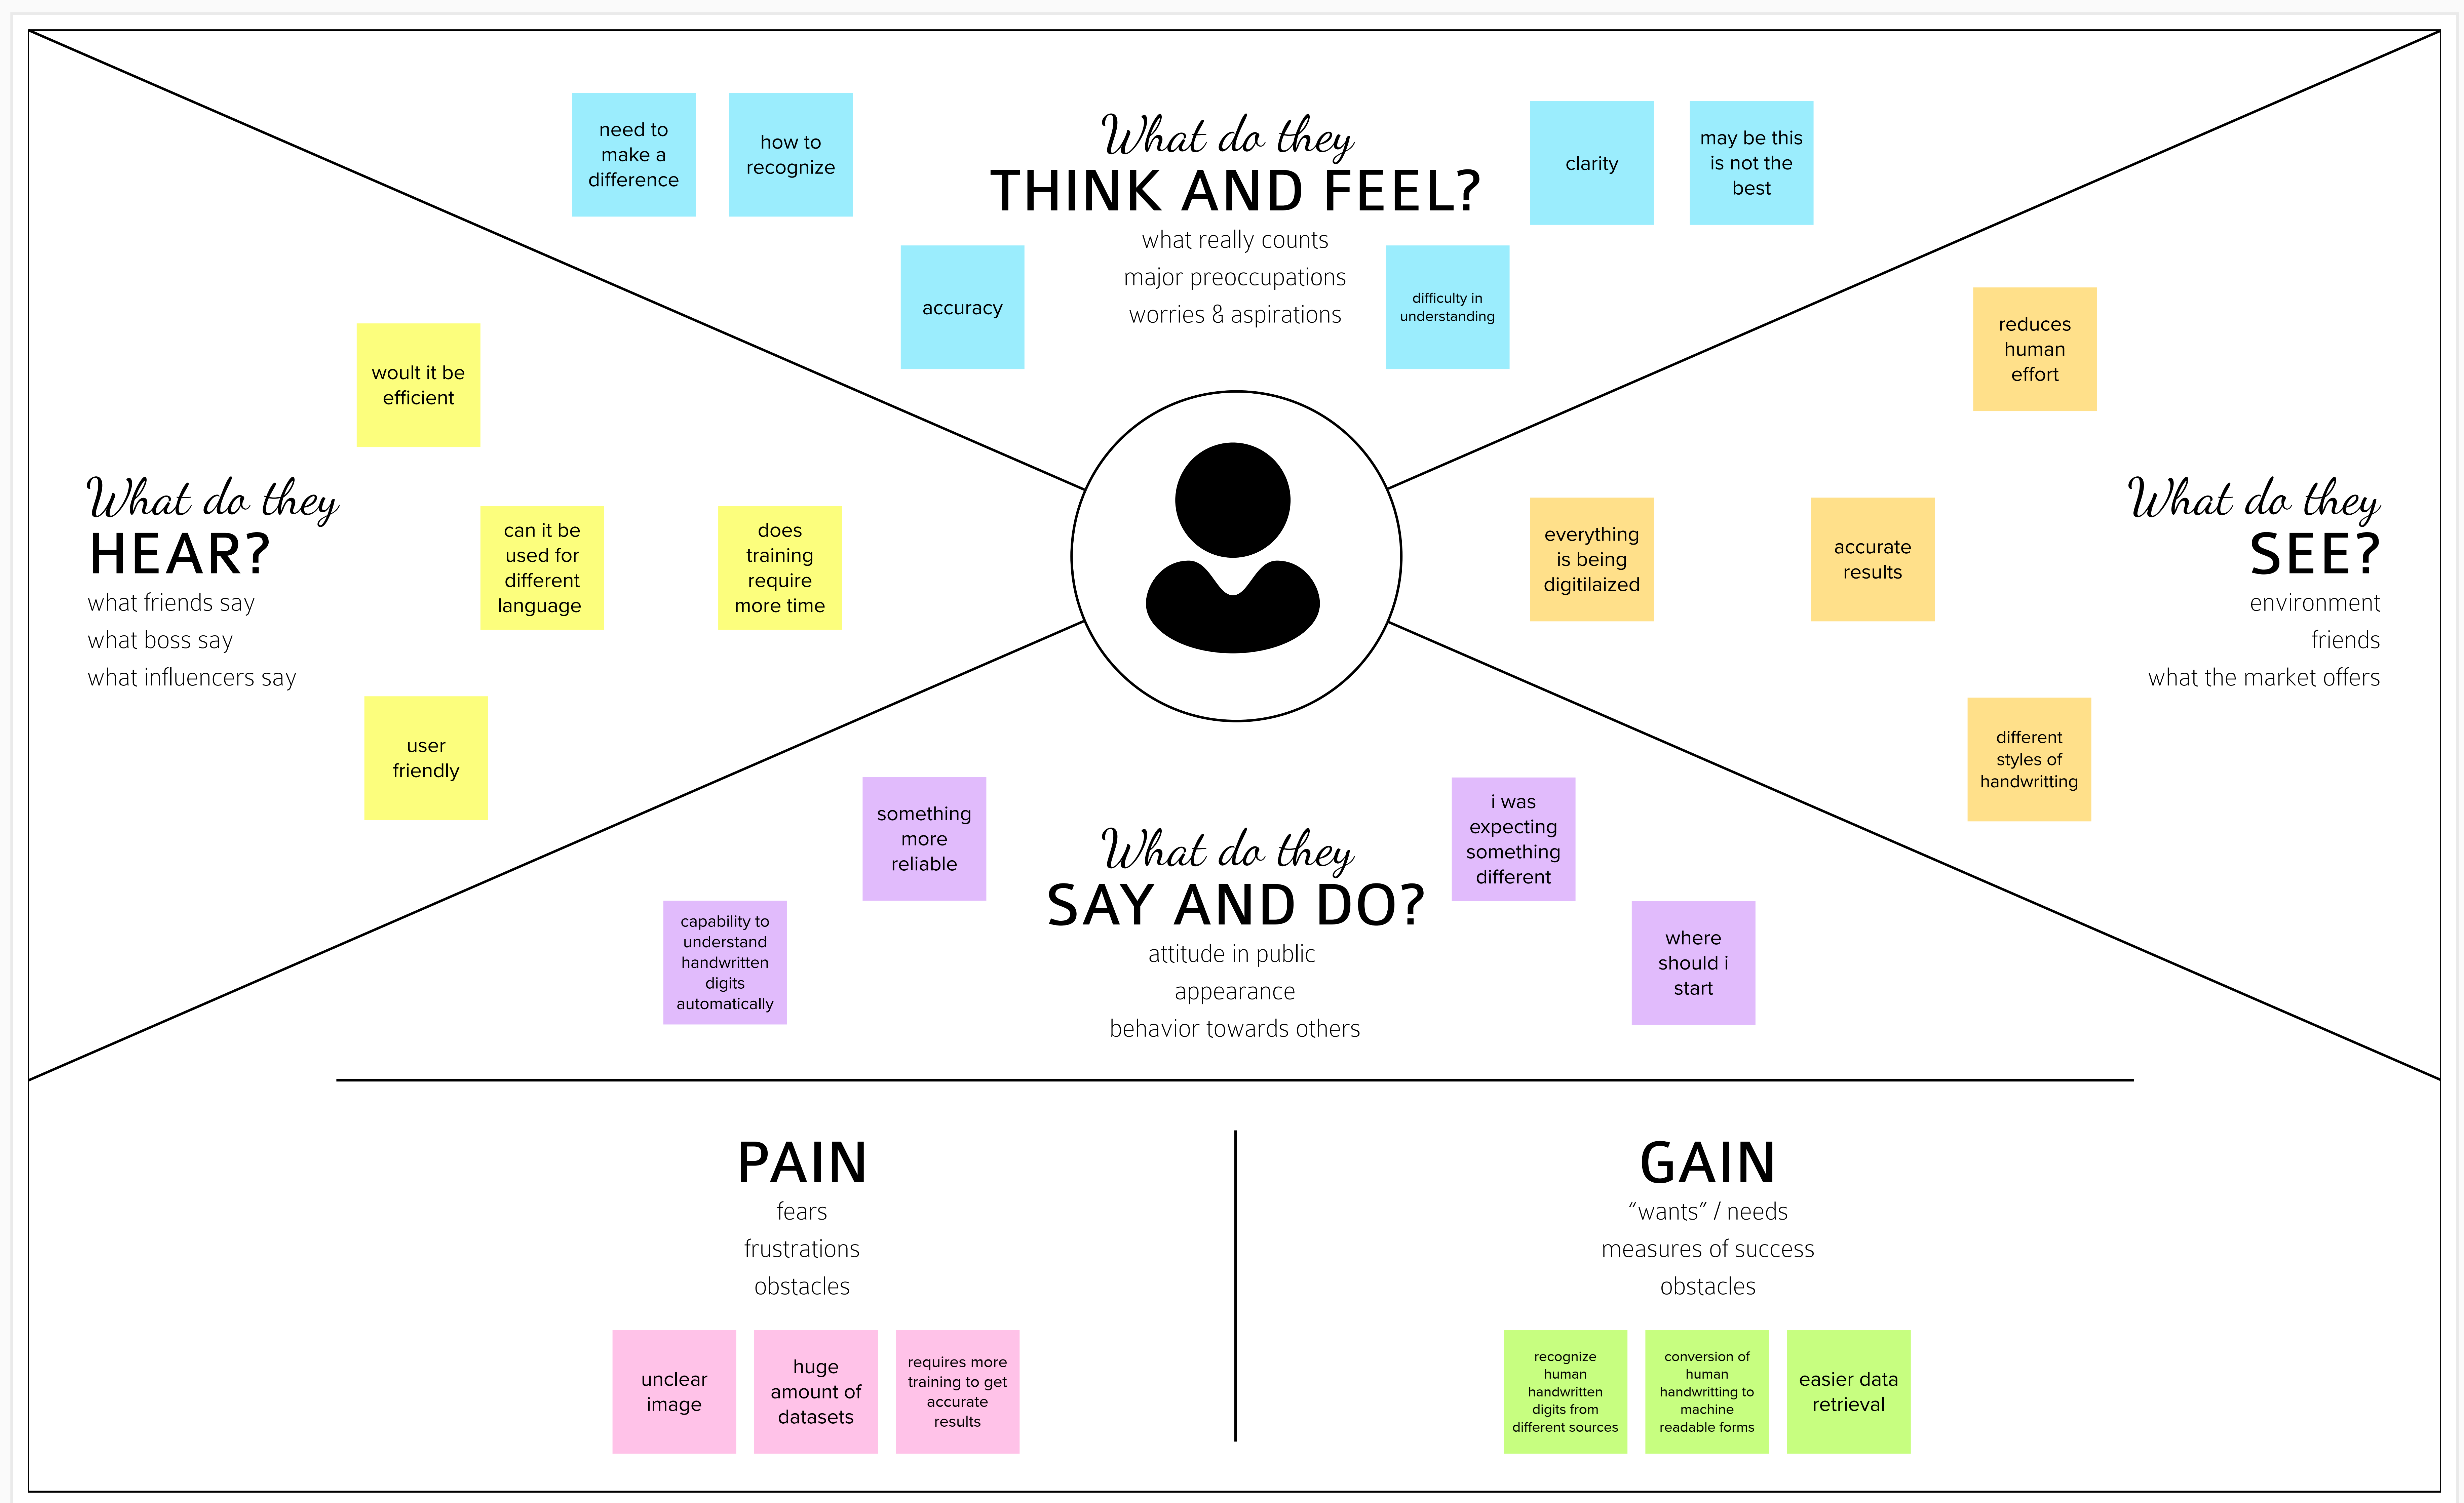 need to
make a
difference
how to
recognize
accuracy
What do they
THINK AND FEEL?
what really counts
major preoccupations
worries & aspirations
clarity
may be this
is not the
best
difficulty in
understanding
woult it be
efficient
What do they
HEAR?
what friends say
what boss say
what influencers say
can it be
used for
different
language
does
training
require
more time
user
friendly
reduces
human
effort
everything
is being
digitilaized
accurate
results
What do they
SEE?
environment
friends
what the market offers
different
styles of
handwritting
something
more
reliable
capability to
understand
handwritten
digits
automatically
What do they
SAY AND DO?
attitude in public
appearance
behavior towards others
i was
expecting
something
different
where
should i
start
PAIN
fears
frustrations
obstacles
unclear
image
huge
amount of
datasets
requires more
training to get
accurate
results
GAIN
“wants” / needs
measures of success
obstacles
recognize
human
handwritten
digits from
different sources
conversion of
human
handwritting to
machine
readable forms
easier data
retrieval